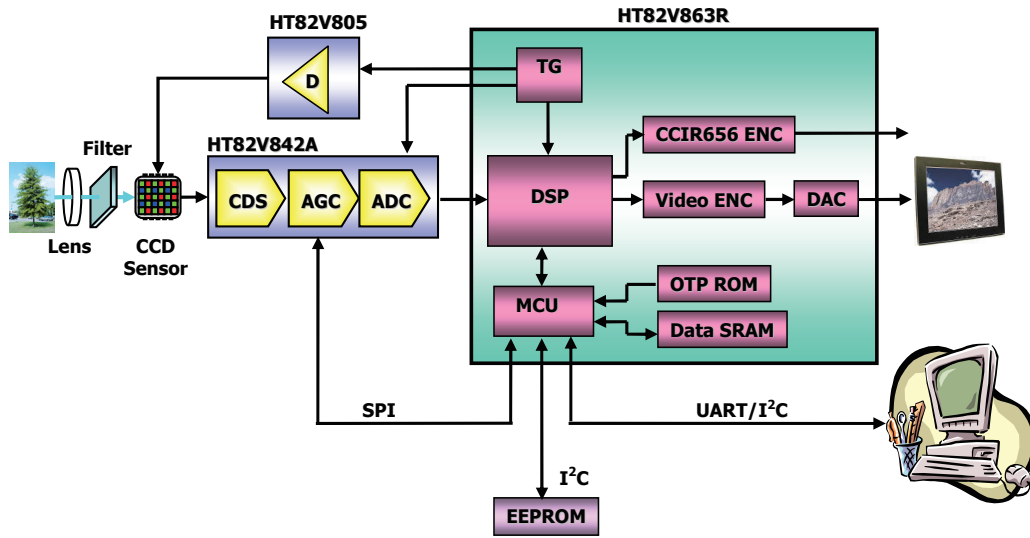 HT82V805
HT82V863R
D
TG
HT82V842A
CCIR656 ENC
Filter
CDS
AGC
ADC
DSP
Video ENC
DAC
Lens
CCD
Sensor
MCU
OTP ROM
Data SRAM
SPI
UART/I²C
I²C
EEPROM